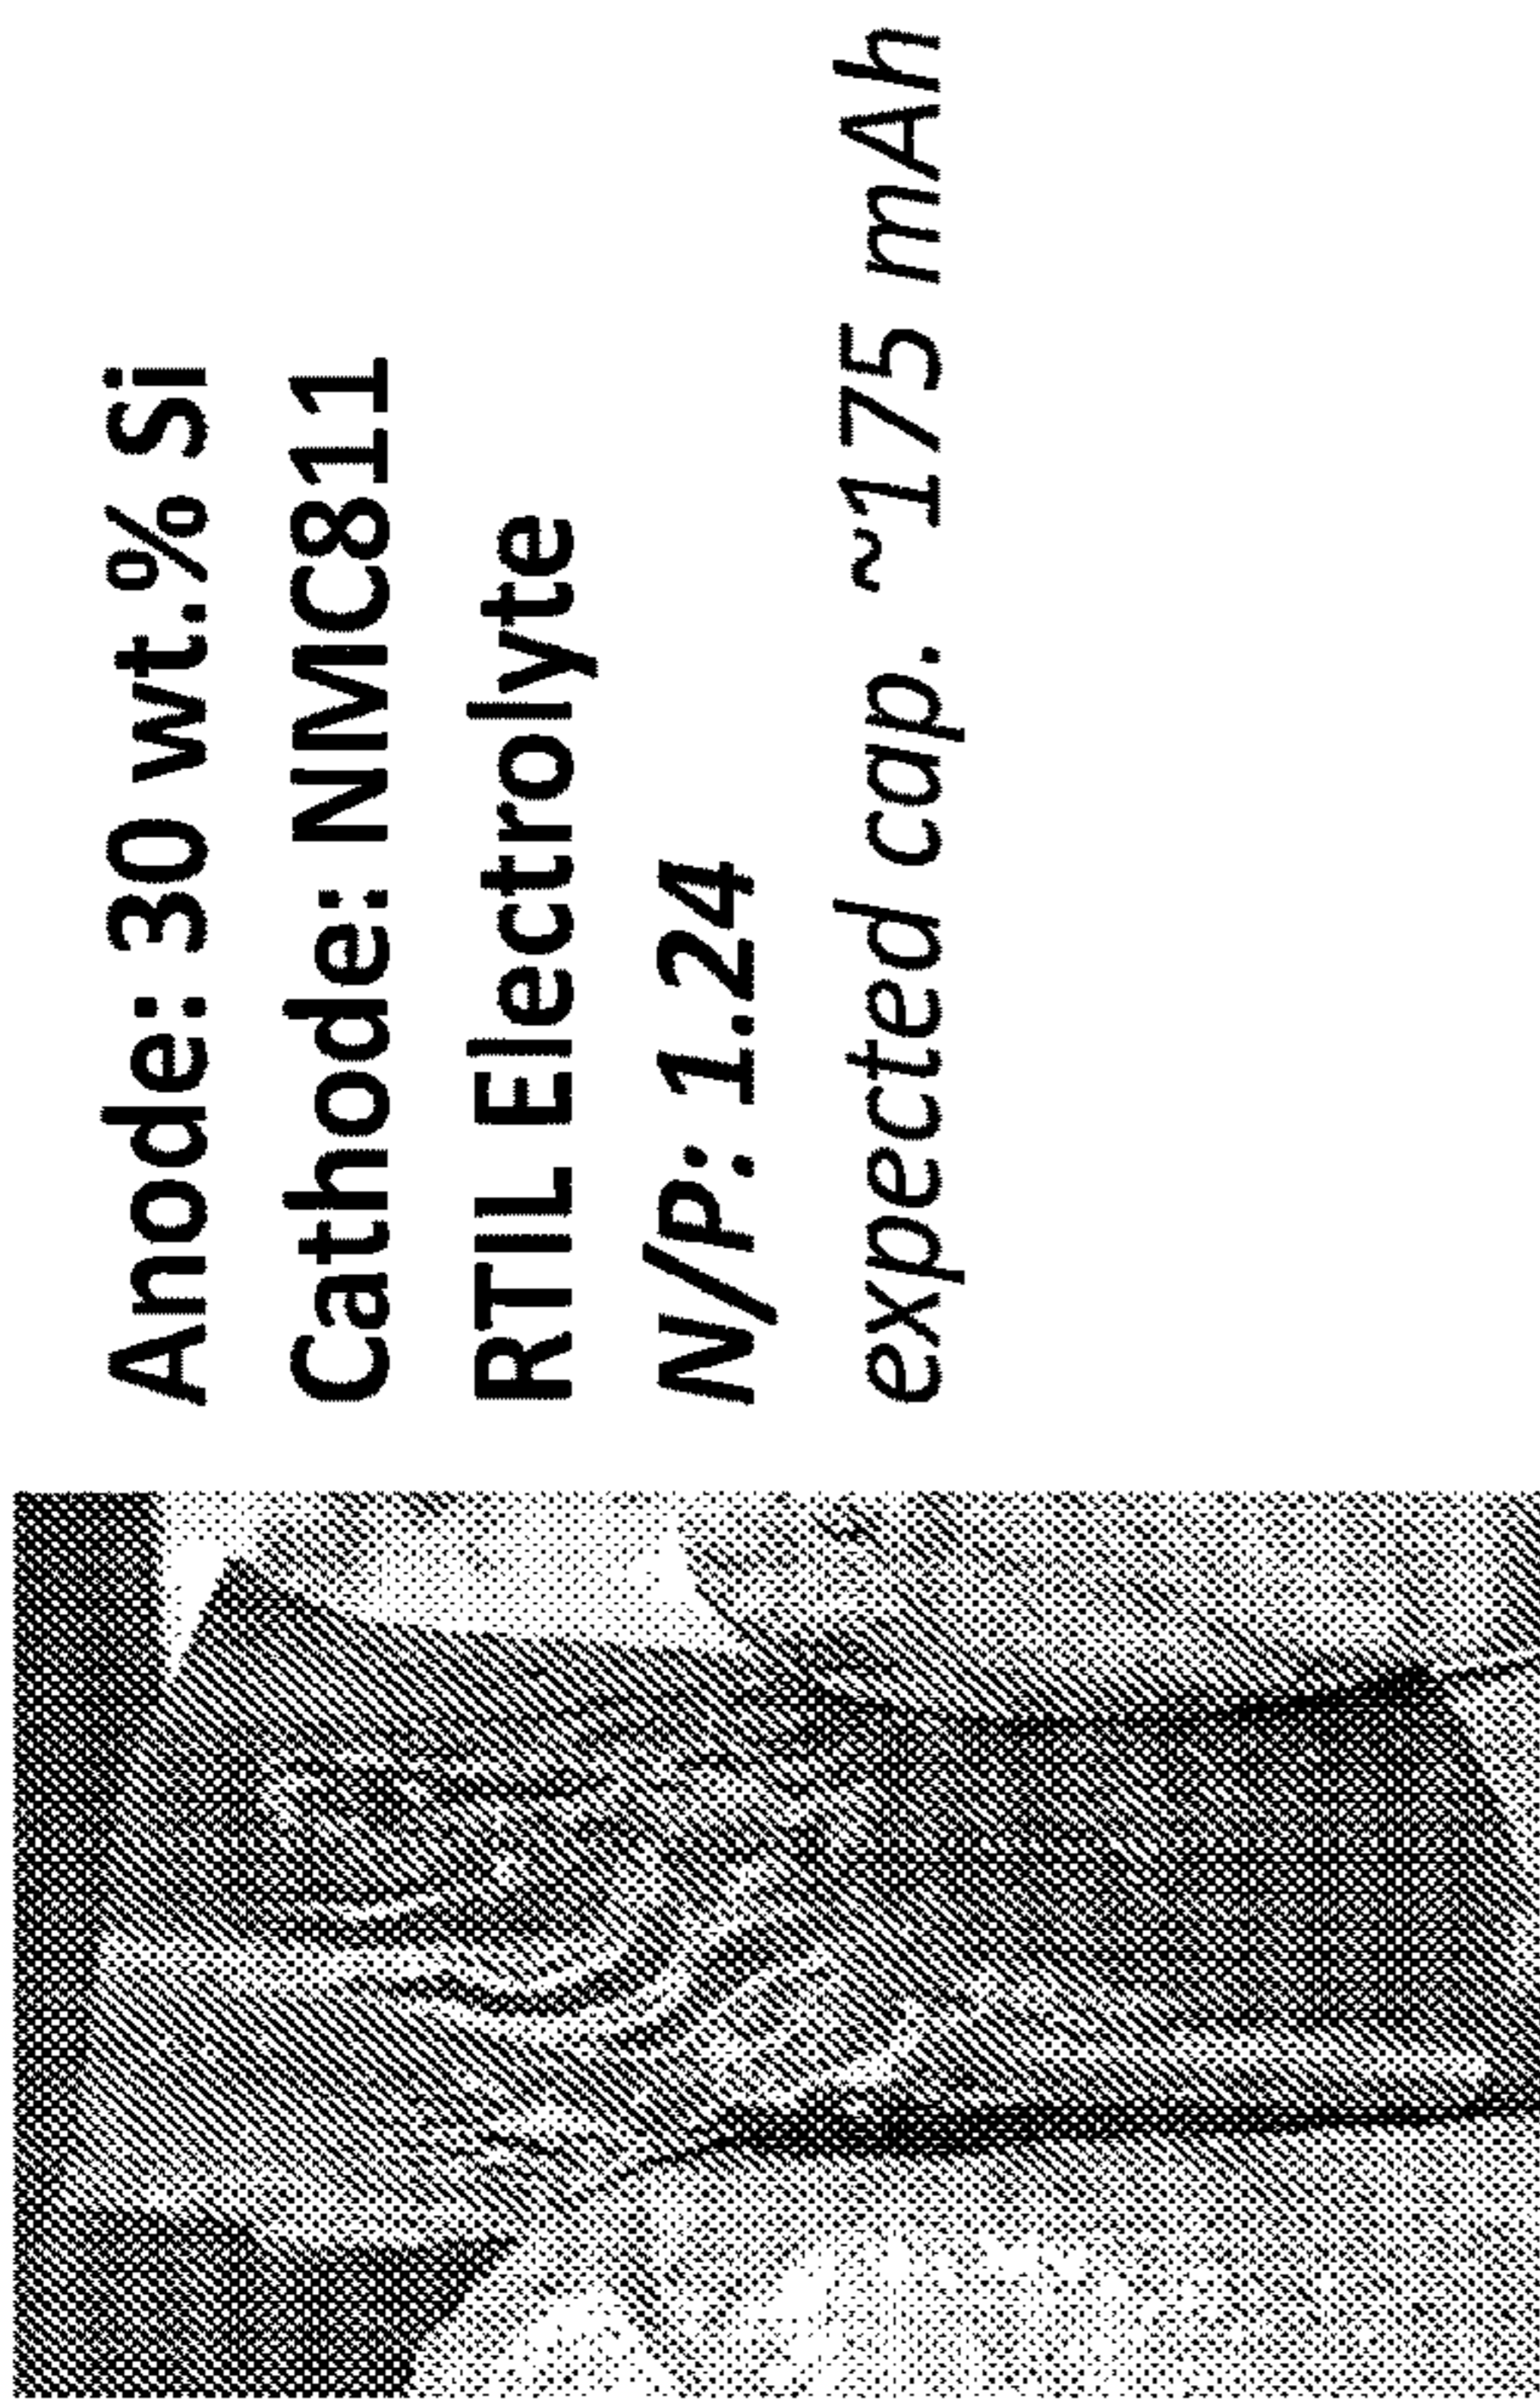 Anode: 30 wt.% Si
Cathode: NMC811
RTIL Electrolyte
N/P: 1.24
expected cap. ~175 mAh